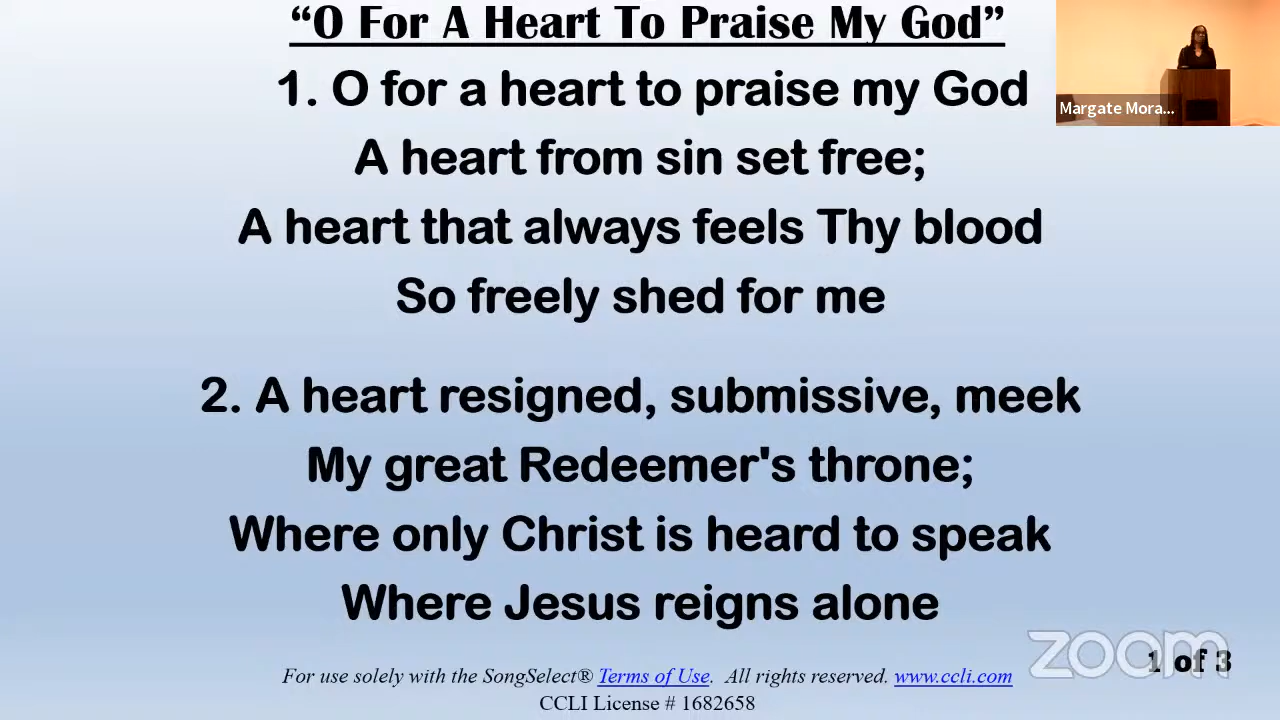 “O For A Heart To Praise My God”
1. O for a heart to praise my God
A heart from sin set free;
A heart that always feels Thy blood
So freely shed for me
2. A heart resigned, submissive, meek
My great Redeemer's throne;
Where only Christ is heard to speak
Where Jesus reigns alone
For use solely with the SongSelect® Terms of Use. All rights reserved. www.ccli.com
CCLI License # 1682658
Margate Mora...
zoom
1 of 3